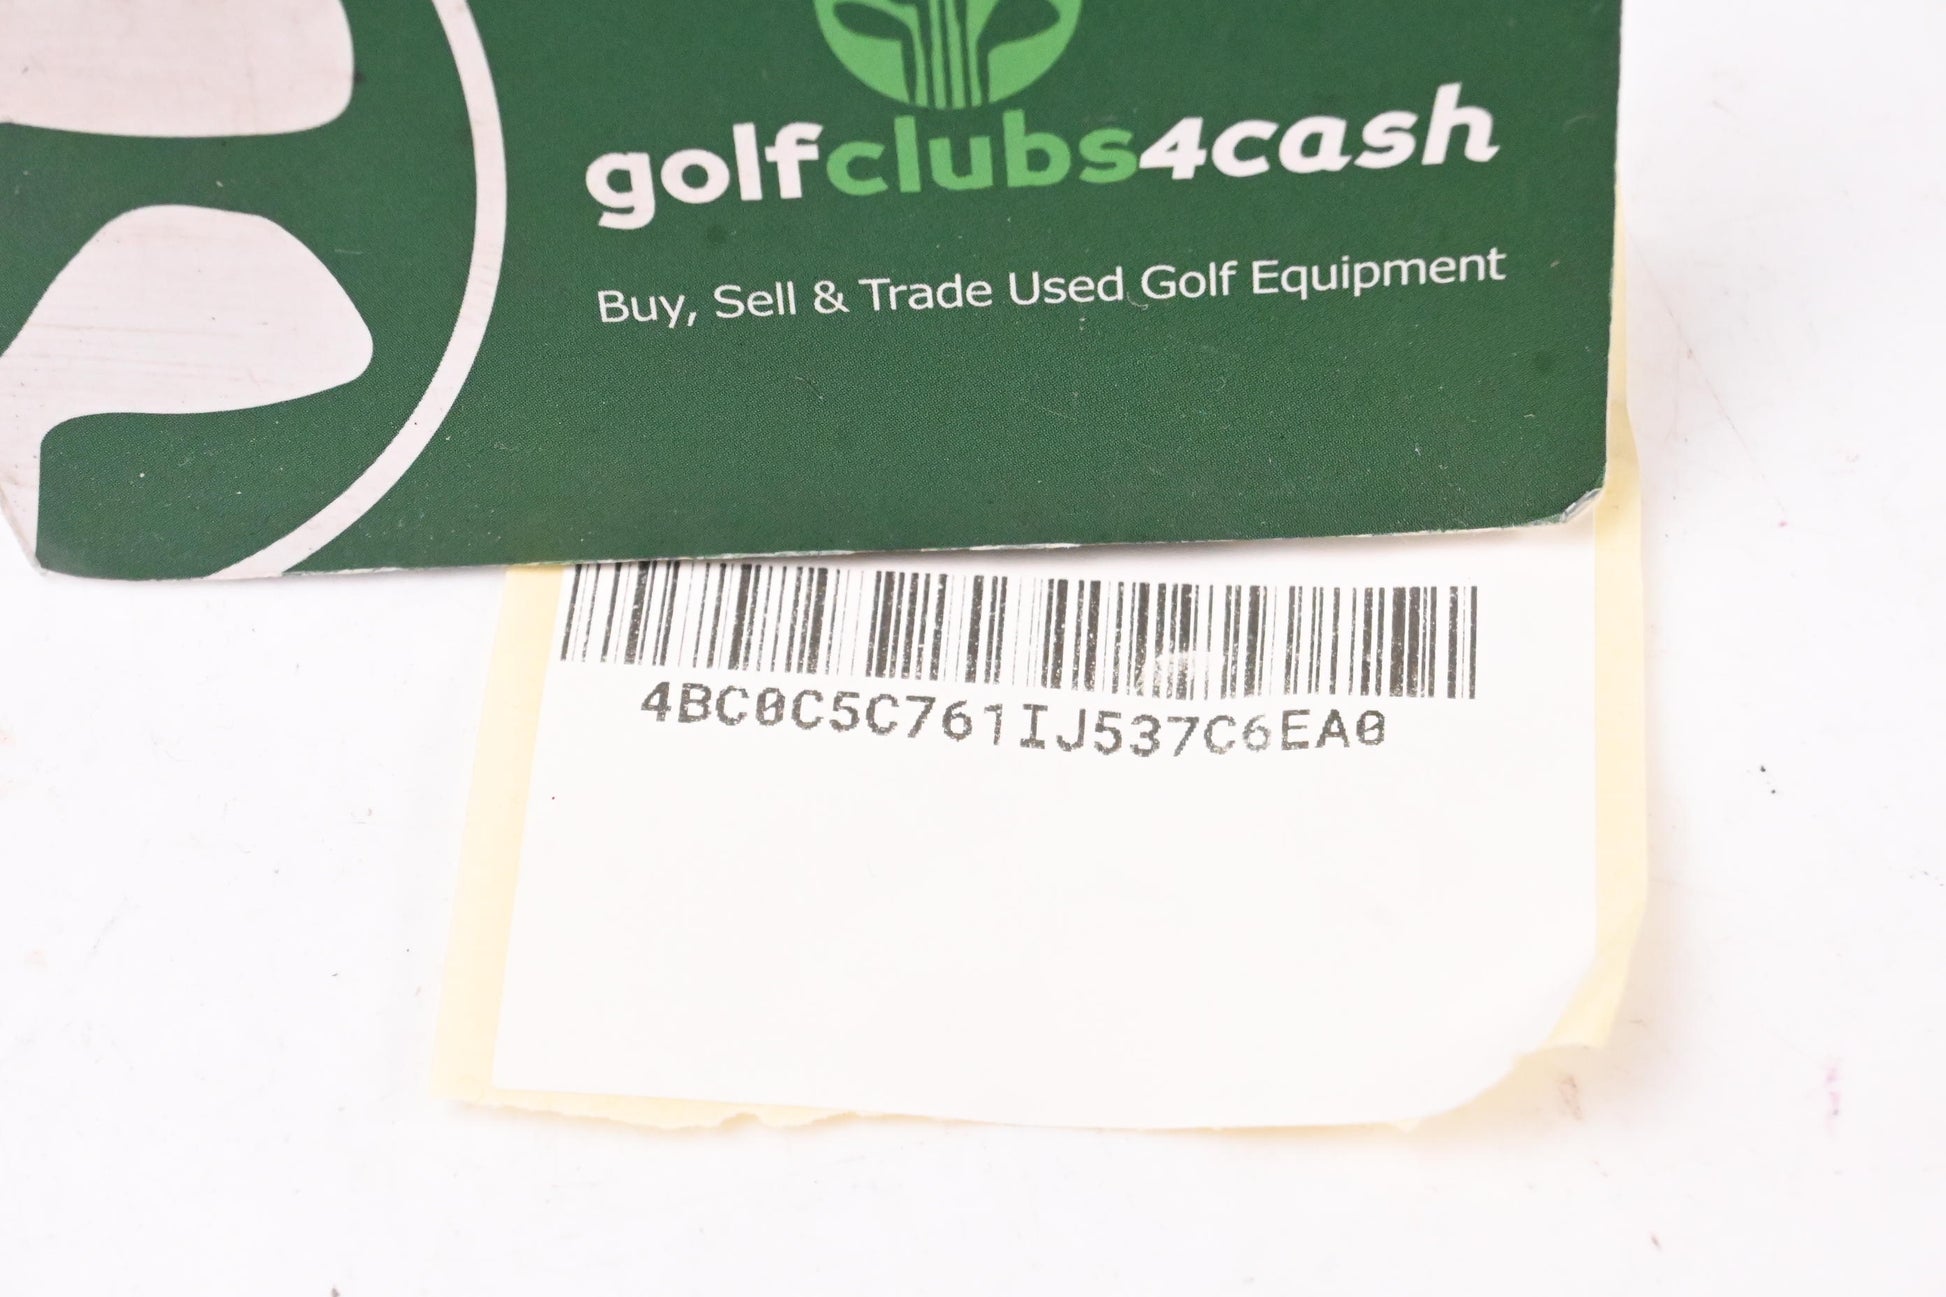 golfclubs4cash
Buy, Sell & Trade Used Golf Equipment
4BC0C5C761IJ537C6EA0